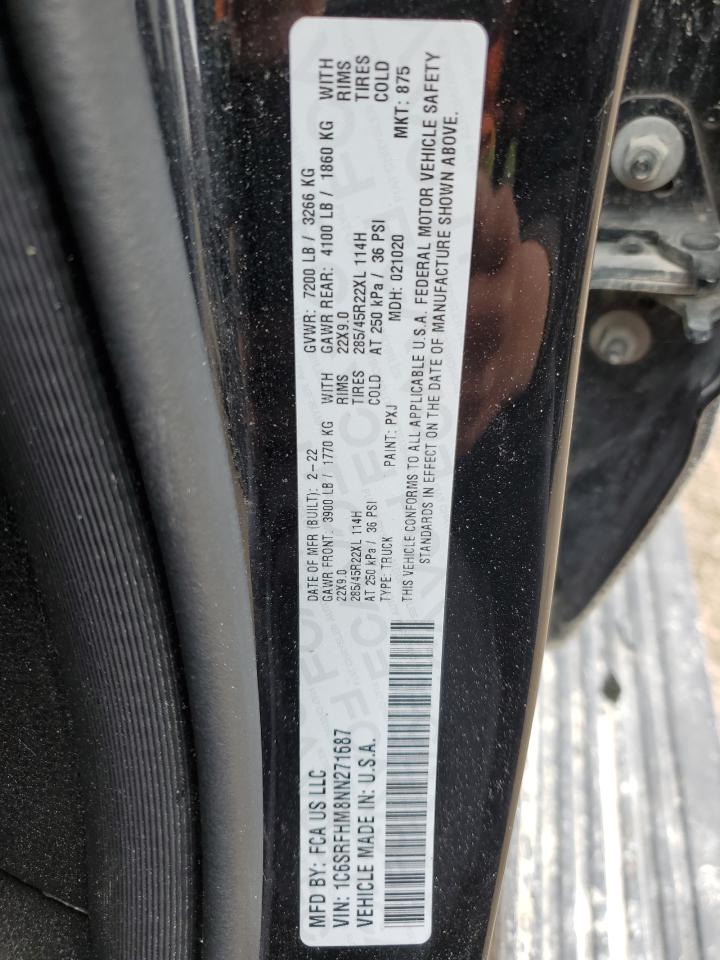 MFD BY: FCA US LLC
VIN: 1C6SRFHM8NN271687
VEHICLE MADE IN: U.S.A.
DATE OF MFR (BUILT): 2-22
GVWR: 7200 LB / 3266 KG
GAWR FRONT: 3900 LB / 1770 KG WITH
22X9.0 RIMS
285/45R22XL 114H TIRES
AT 250 kPa / 36 PSI COLD
GAWR REAR: 4100 LB / 1860 KG WITH
22X9.0 RIMS
285/45R22XL 114H TIRES
AT 250 kPa / 36 PSI COLD
TYPE: TRUCK PAINT: PXJ MDH: 021020 MKT: 875
THIS VEHICLE CONFORMS TO ALL APPLICABLE U.S.A. FEDERAL MOTOR VEHICLE SAFETY
STANDARDS IN EFFECT ON THE DATE OF MANUFACTURE SHOWN ABOVE.